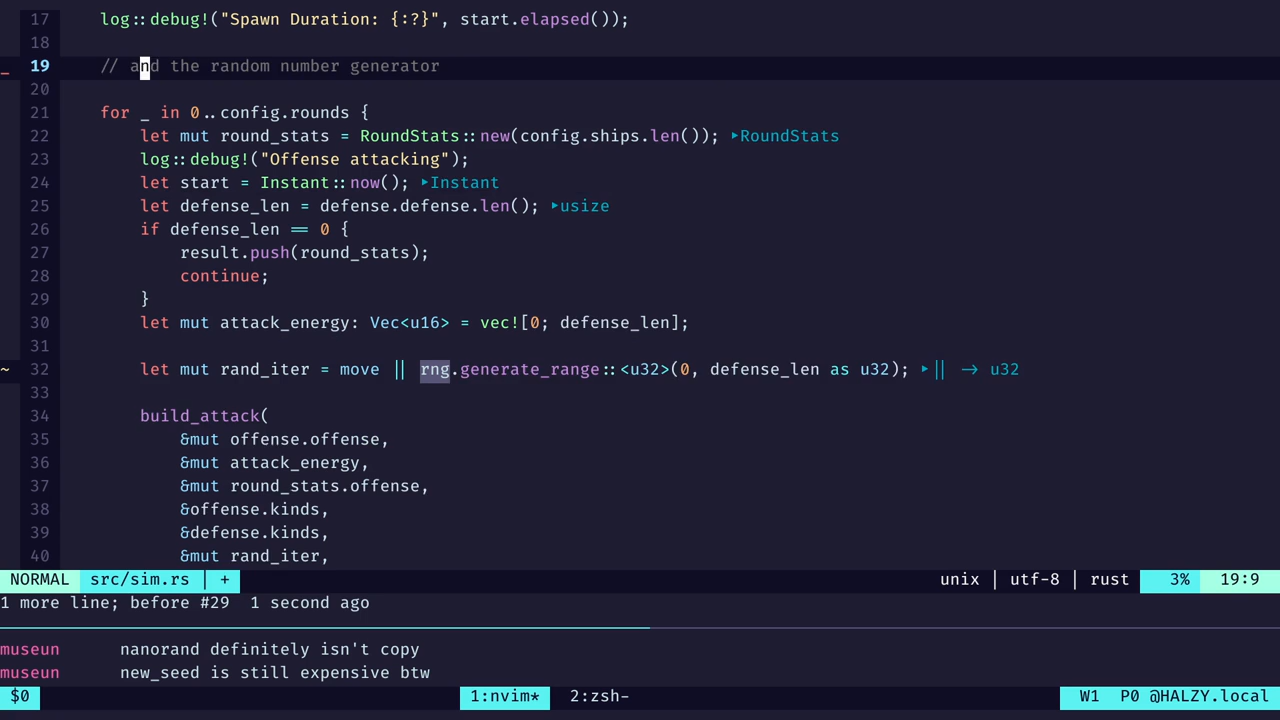 17 log::debug!("Spawn Duration: {:?}", start.elapsed());
18
19 // and the random number generator
20
21 for _ in 0..config.rounds {
22 let mut round_stats = RoundStats::new(config.ships.len()); ▸RoundStats
23 log::debug!("Offense attacking");
24 let start = Instant::now(); ▸Instant
25 let defense_len = defense.defense.len(); ▸usize
26 if defense_len == 0 {
27 result.push(round_stats);
28 continue;
29 }
30 let mut attack_energy: Vec<u16> = vec![0; defense_len];
31
~ 32 let mut rand_iter = move || rng.generate_range::<u32>(0, defense_len as u32); ▸|| -> u32
33
34 build_attack(
35 &mut offense.offense,
36 &mut attack_energy,
37 &mut round_stats.offense,
38 &offense.kinds,
39 &defense.kinds,
40 &mut rand_iter,
NORMAL src/sim.rs | + unix | utf-8 | rust 3% 19:9
1 more line; before #29 1 second ago
museun nanorand definitely isn't copy
museun new_seed is still expensive btw
$0 1:nvim* 2:zsh- W1 P0 @HALZY.local